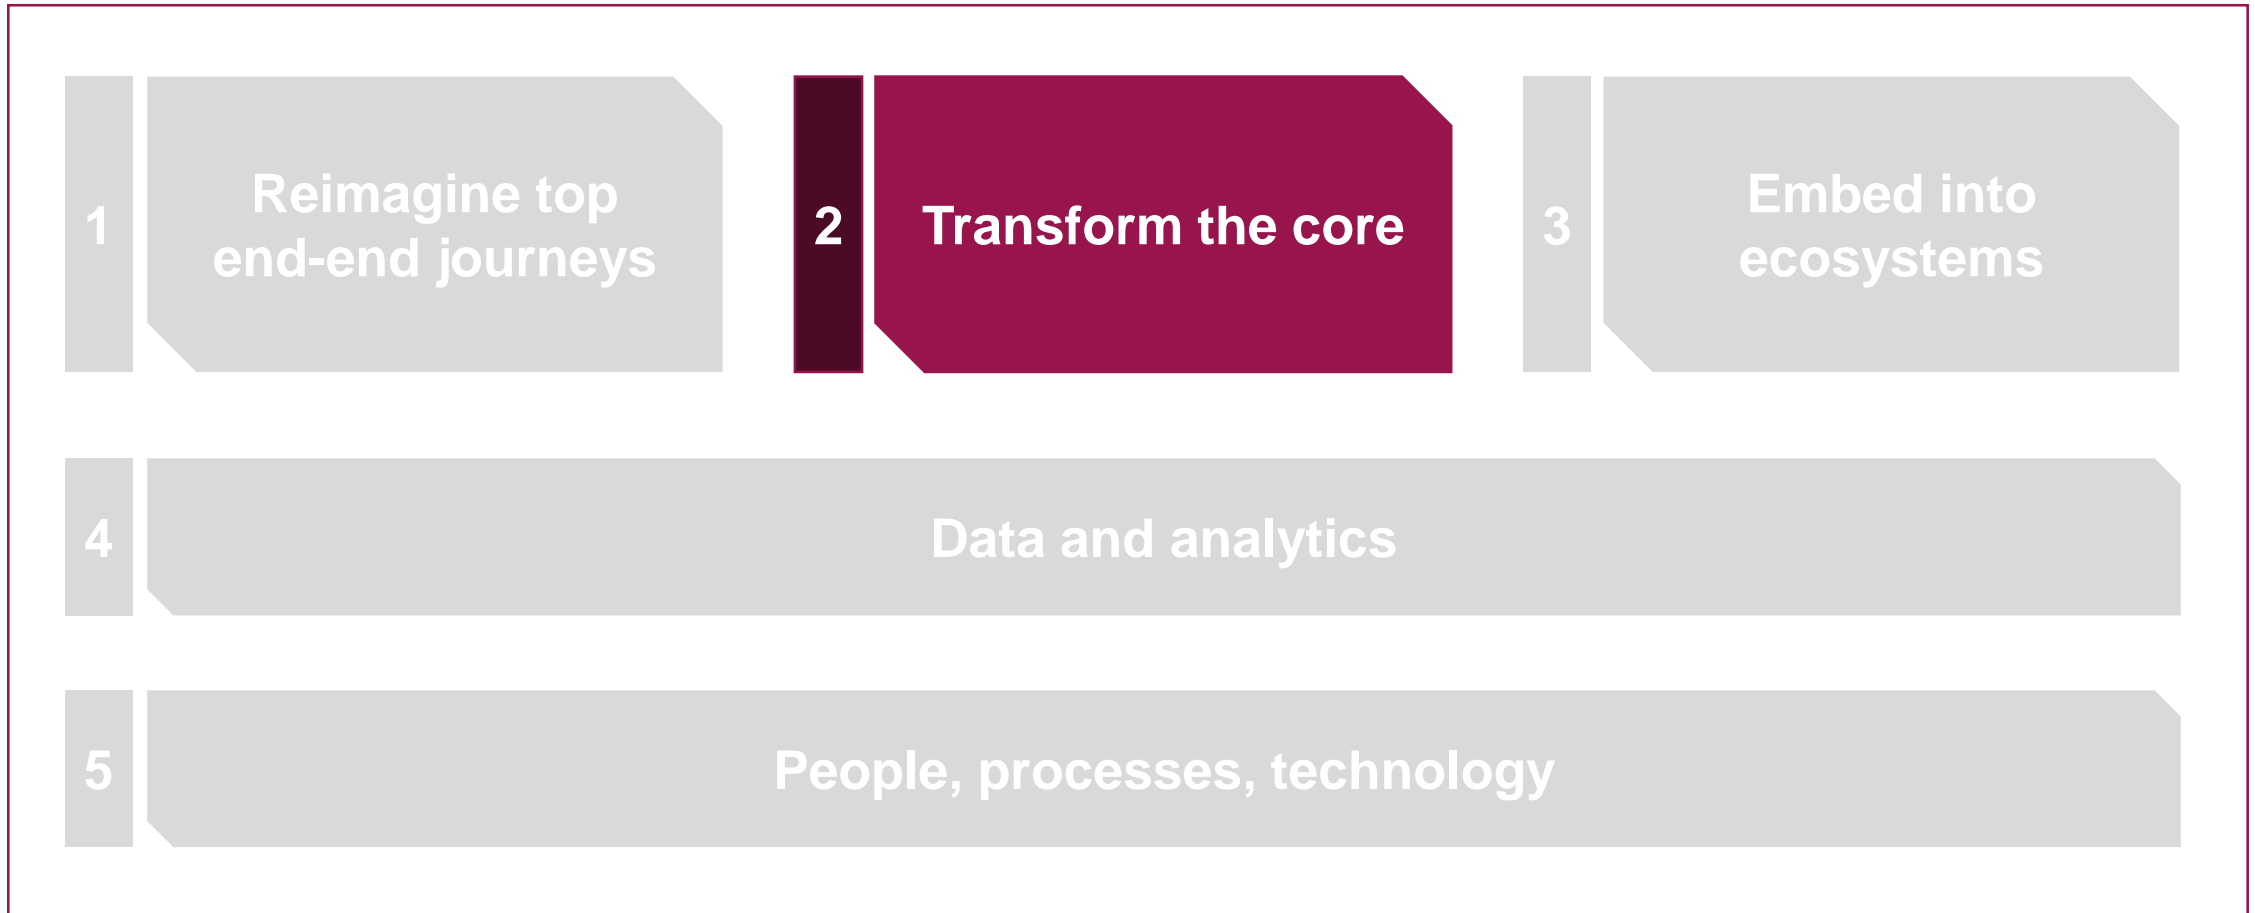 1
Reimagine top
end-end journeys
2
Transform the core
3
Embed into
ecosystems
4
Data and analytics
5
People, processes, technology